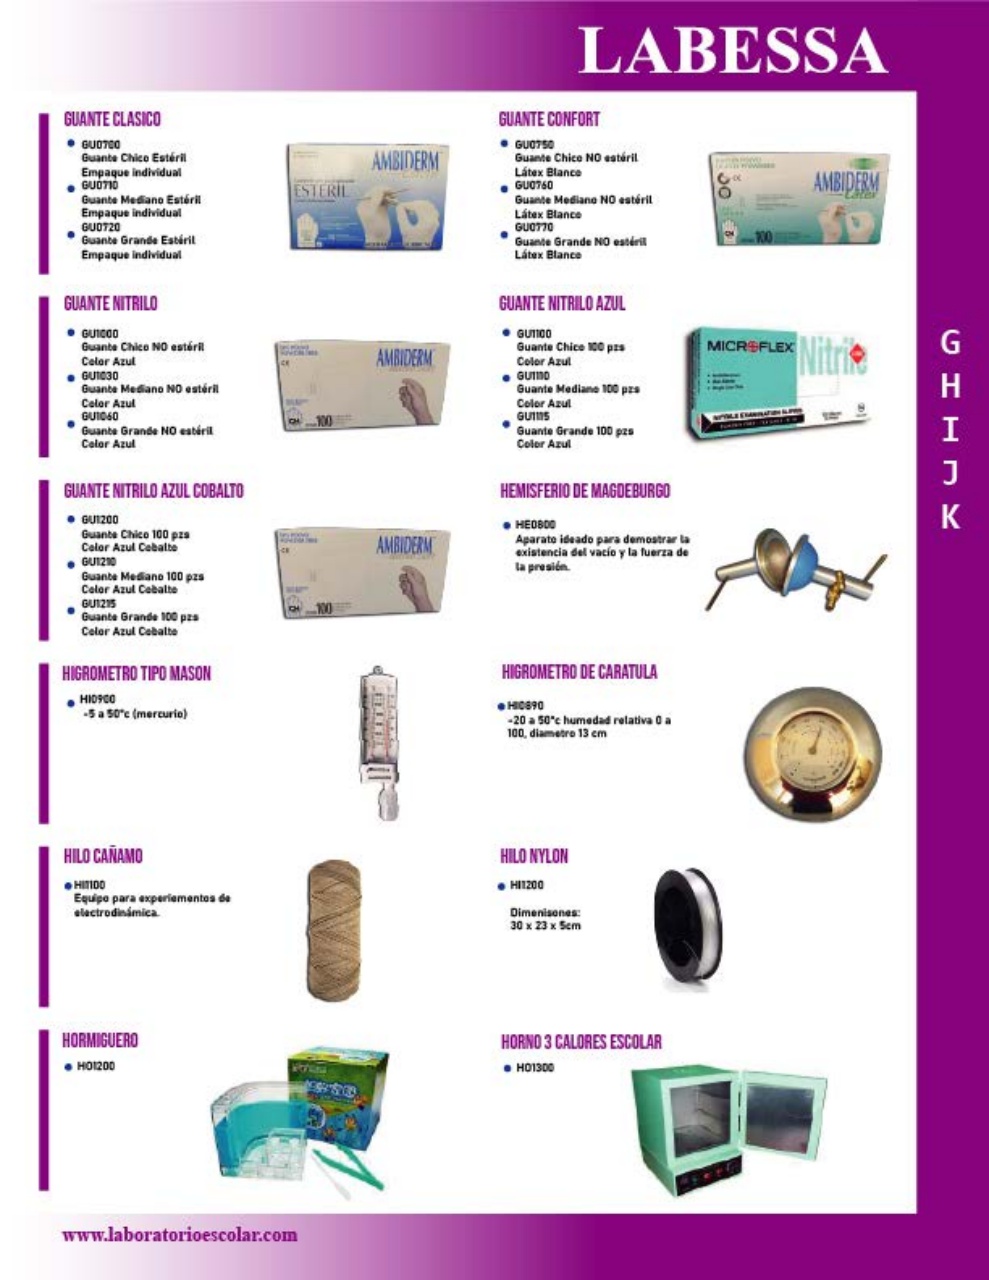 LABESSA
GUANTE CLASICO
GU0700
Guante Chico Estéril
Empaque individual
GU0710
Guante Mediano Estéril
Empaque individual
GU0720
Guante Grande Estéril
Empaque individual
AMBIDERM
ESTERIL
GUANTE CONFORT
GU0750
Guante Chico NO estéril
Látex Blanco
GU0760
Guante Mediano NO estéril
Látex Blanco
GU0770
Guante Grande NO estéril
Látex Blanco
AMBIDERM
Latex
100
GUANTE NITRILO
GU1000
Guante Chico NO estéril
Color Azul
GU1030
Guante Mediano NO estéril
Color Azul
GU1060
Guante Grande NO estéril
Color Azul
AMBIDERM
100
GUANTE NITRILO AZUL
GU1100
Guante Chico 100 pzs
Color Azul
GU1110
Guante Mediano 100 pzs
Color Azul
GU1115
Guante Grande 100 pzs
Color Azul
MICROFLEX
Nitrile
NITRILE EXAMINATION GLOVES
GUANTE NITRILO AZUL COBALTO
GU1200
Guante Chico 100 pzs
Color Azul Cobalto
GU1210
Guante Mediano 100 pzs
Color Azul Cobalto
GU1215
Guante Grande 100 pzs
Color Azul Cobalto
AMBIDERM
100
HEMISFERIO DE MAGDEBURGO
HE0800
Aparato ideado para demostrar la
existencia del vacío y la fuerza de
la presión.
HIGROMETRO TIPO MASON
HI0900
-5 a 50°c (mercurio)
HIGROMETRO DE CARATULA
HI0890
-20 a 50°c humedad relativa 0 a
100, diametro 13 cm
HILO CAÑAMO
HI1100
Equipo para experiementos de
electrodinámica.
HILO NYLON
HI1200
Dimenisones:
30 x 23 x 5cm
HORMIGUERO
HO1200
HORNO 3 CALORES ESCOLAR
HO1300
G
H
I
J
K
www.laboratorioescolar.com